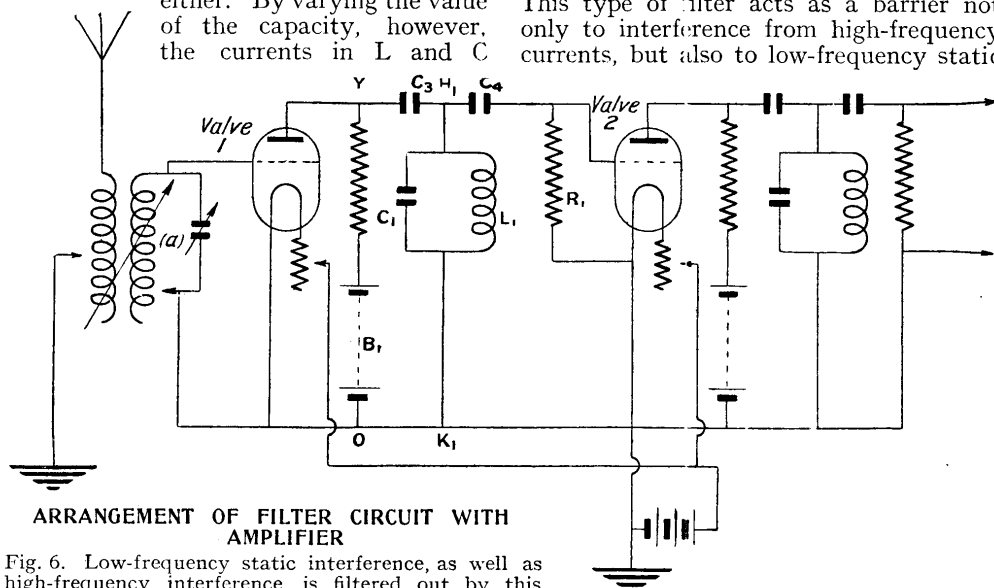 either. By varying the value
of the capacity, however,
the currents in L and C
This type of filter acts as a barrier not
only to interference from high-frequency
currents, but also to low-frequency static
Y C3 H1 C4
Valve
1
Valve
2
(a)
C1
L1
R1
B1
O K1
ARRANGEMENT OF FILTER CIRCUIT WITH
AMPLIFIER
Fig. 6. Low-frequency static interference, as well as
high-frequency interference is filtered out by this